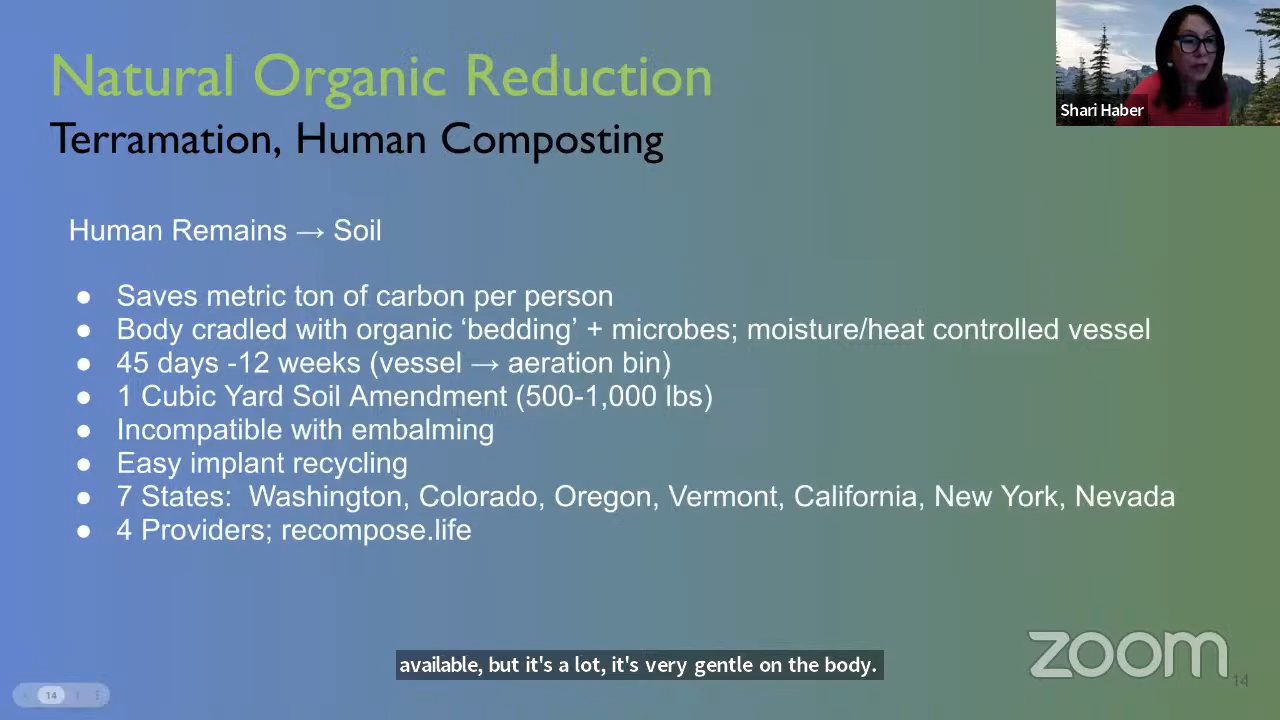 Natural Organic Reduction
Terramation, Human Composting
Shari Haber
Human Remains → Soil
● Saves metric ton of carbon per person
● Body cradled with organic ‘bedding’ + microbes; moisture/heat controlled vessel
● 45 days -12 weeks (vessel → aeration bin)
● 1 Cubic Yard Soil Amendment (500-1,000 lbs)
● Incompatible with embalming
● Easy implant recycling
● 7 States:  Washington, Colorado, Oregon, Vermont, California, New York, Nevada
● 4 Providers; recompose.life
available, but it's a lot, it's very gentle on the body.
zoom
14
14